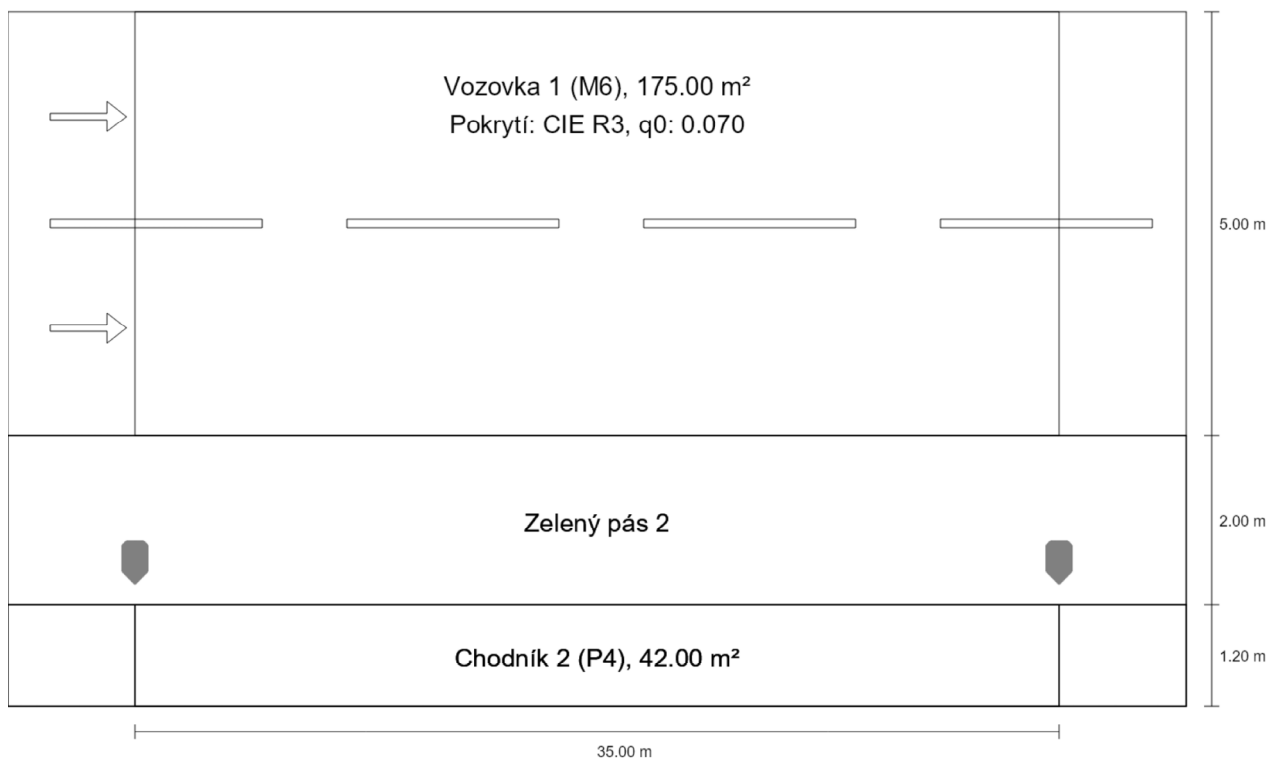 Vozovka 1 (M6), 175.00 m²
Pokrytí: CIE R3, q0: 0.070
5.00 m
Zelený pás 2
2.00 m
Chodník 2 (P4), 42.00 m²
1.20 m
35.00 m